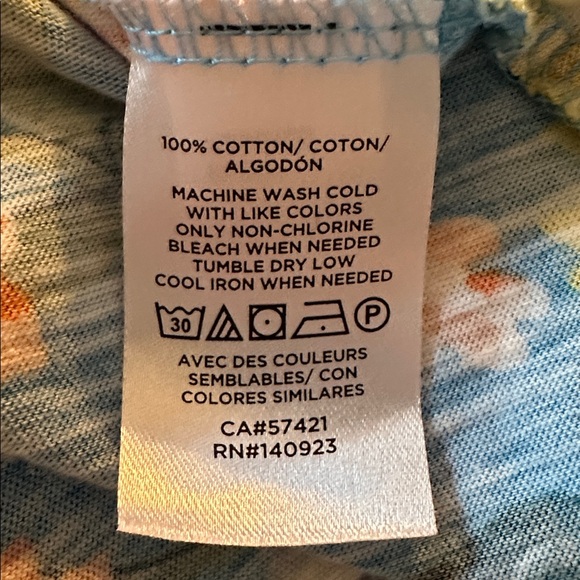 100% COTTON/ COTON/
ALGODÓN
MACHINE WASH COLD
WITH LIKE COLORS
ONLY NON-CHLORINE
BLEACH WHEN NEEDED
TUMBLE DRY LOW
COOL IRON WHEN NEEDED
30 P
AVEC DES COULEURS
SEMBLABLES/ CON
COLORES SIMILARES
CA#57421
RN#140923